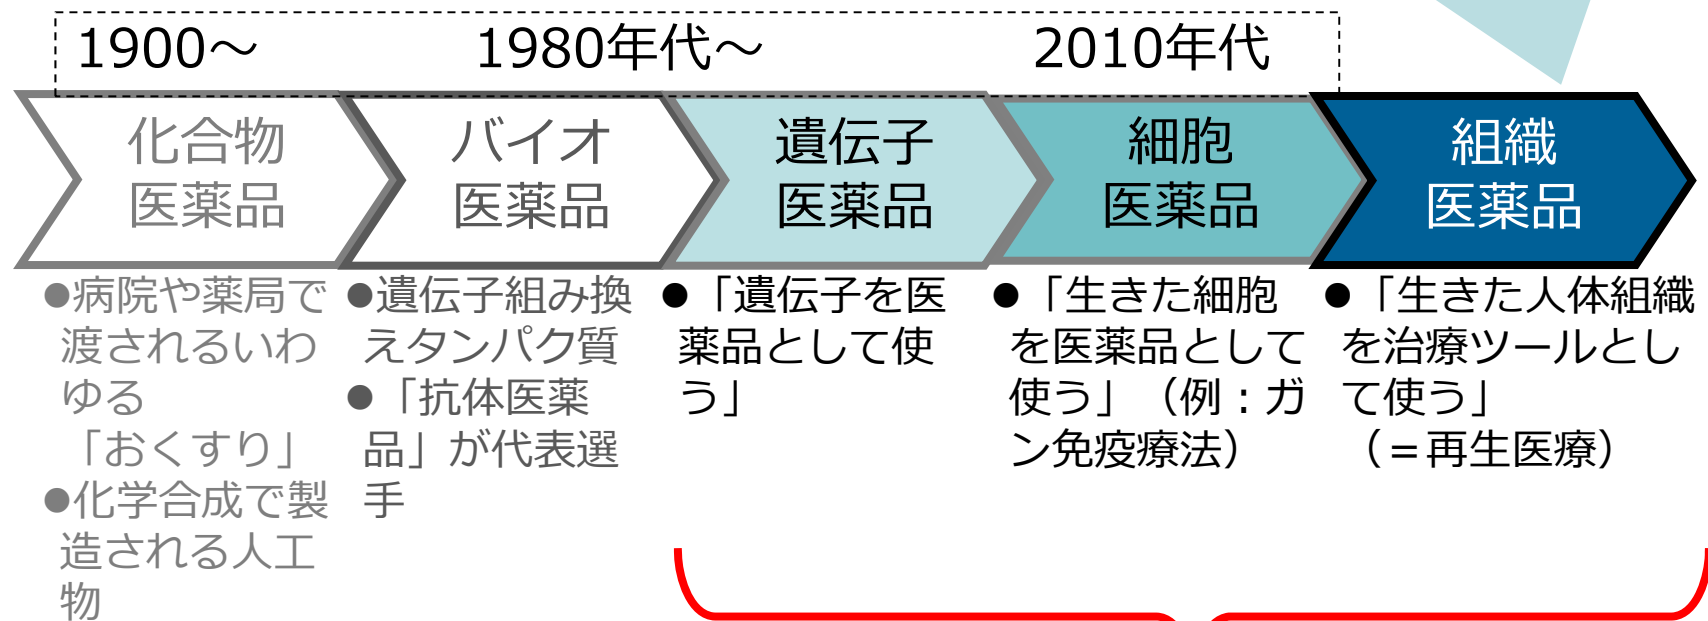 1900～
1980年代～
2010年代
化合物
医薬品
バイオ
医薬品
遺伝子
医薬品
細胞
医薬品
組織
医薬品
●病院や薬局で
渡されるいわ
ゆる
「おくすり」
●化学合成で製
造される人工
物
●遺伝子組み換
えタンパク質
●「抗体医薬
品」が代表選
手
●「遺伝子を医
薬品として使
う」
●「生きた細胞
を医薬品として
使う」（例：ガ
ン免疫療法）
●「生きた人体組織
を治療ツールとし
て使う」
（＝再生医療）